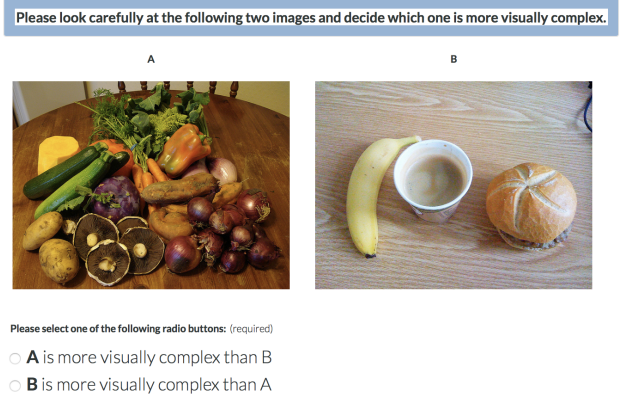 Please look carefully at the following two images and decide which one is more visually complex.
A
B
Please select one of the following radio buttons: (required)
A is more visually complex than B
B is more visually complex than A